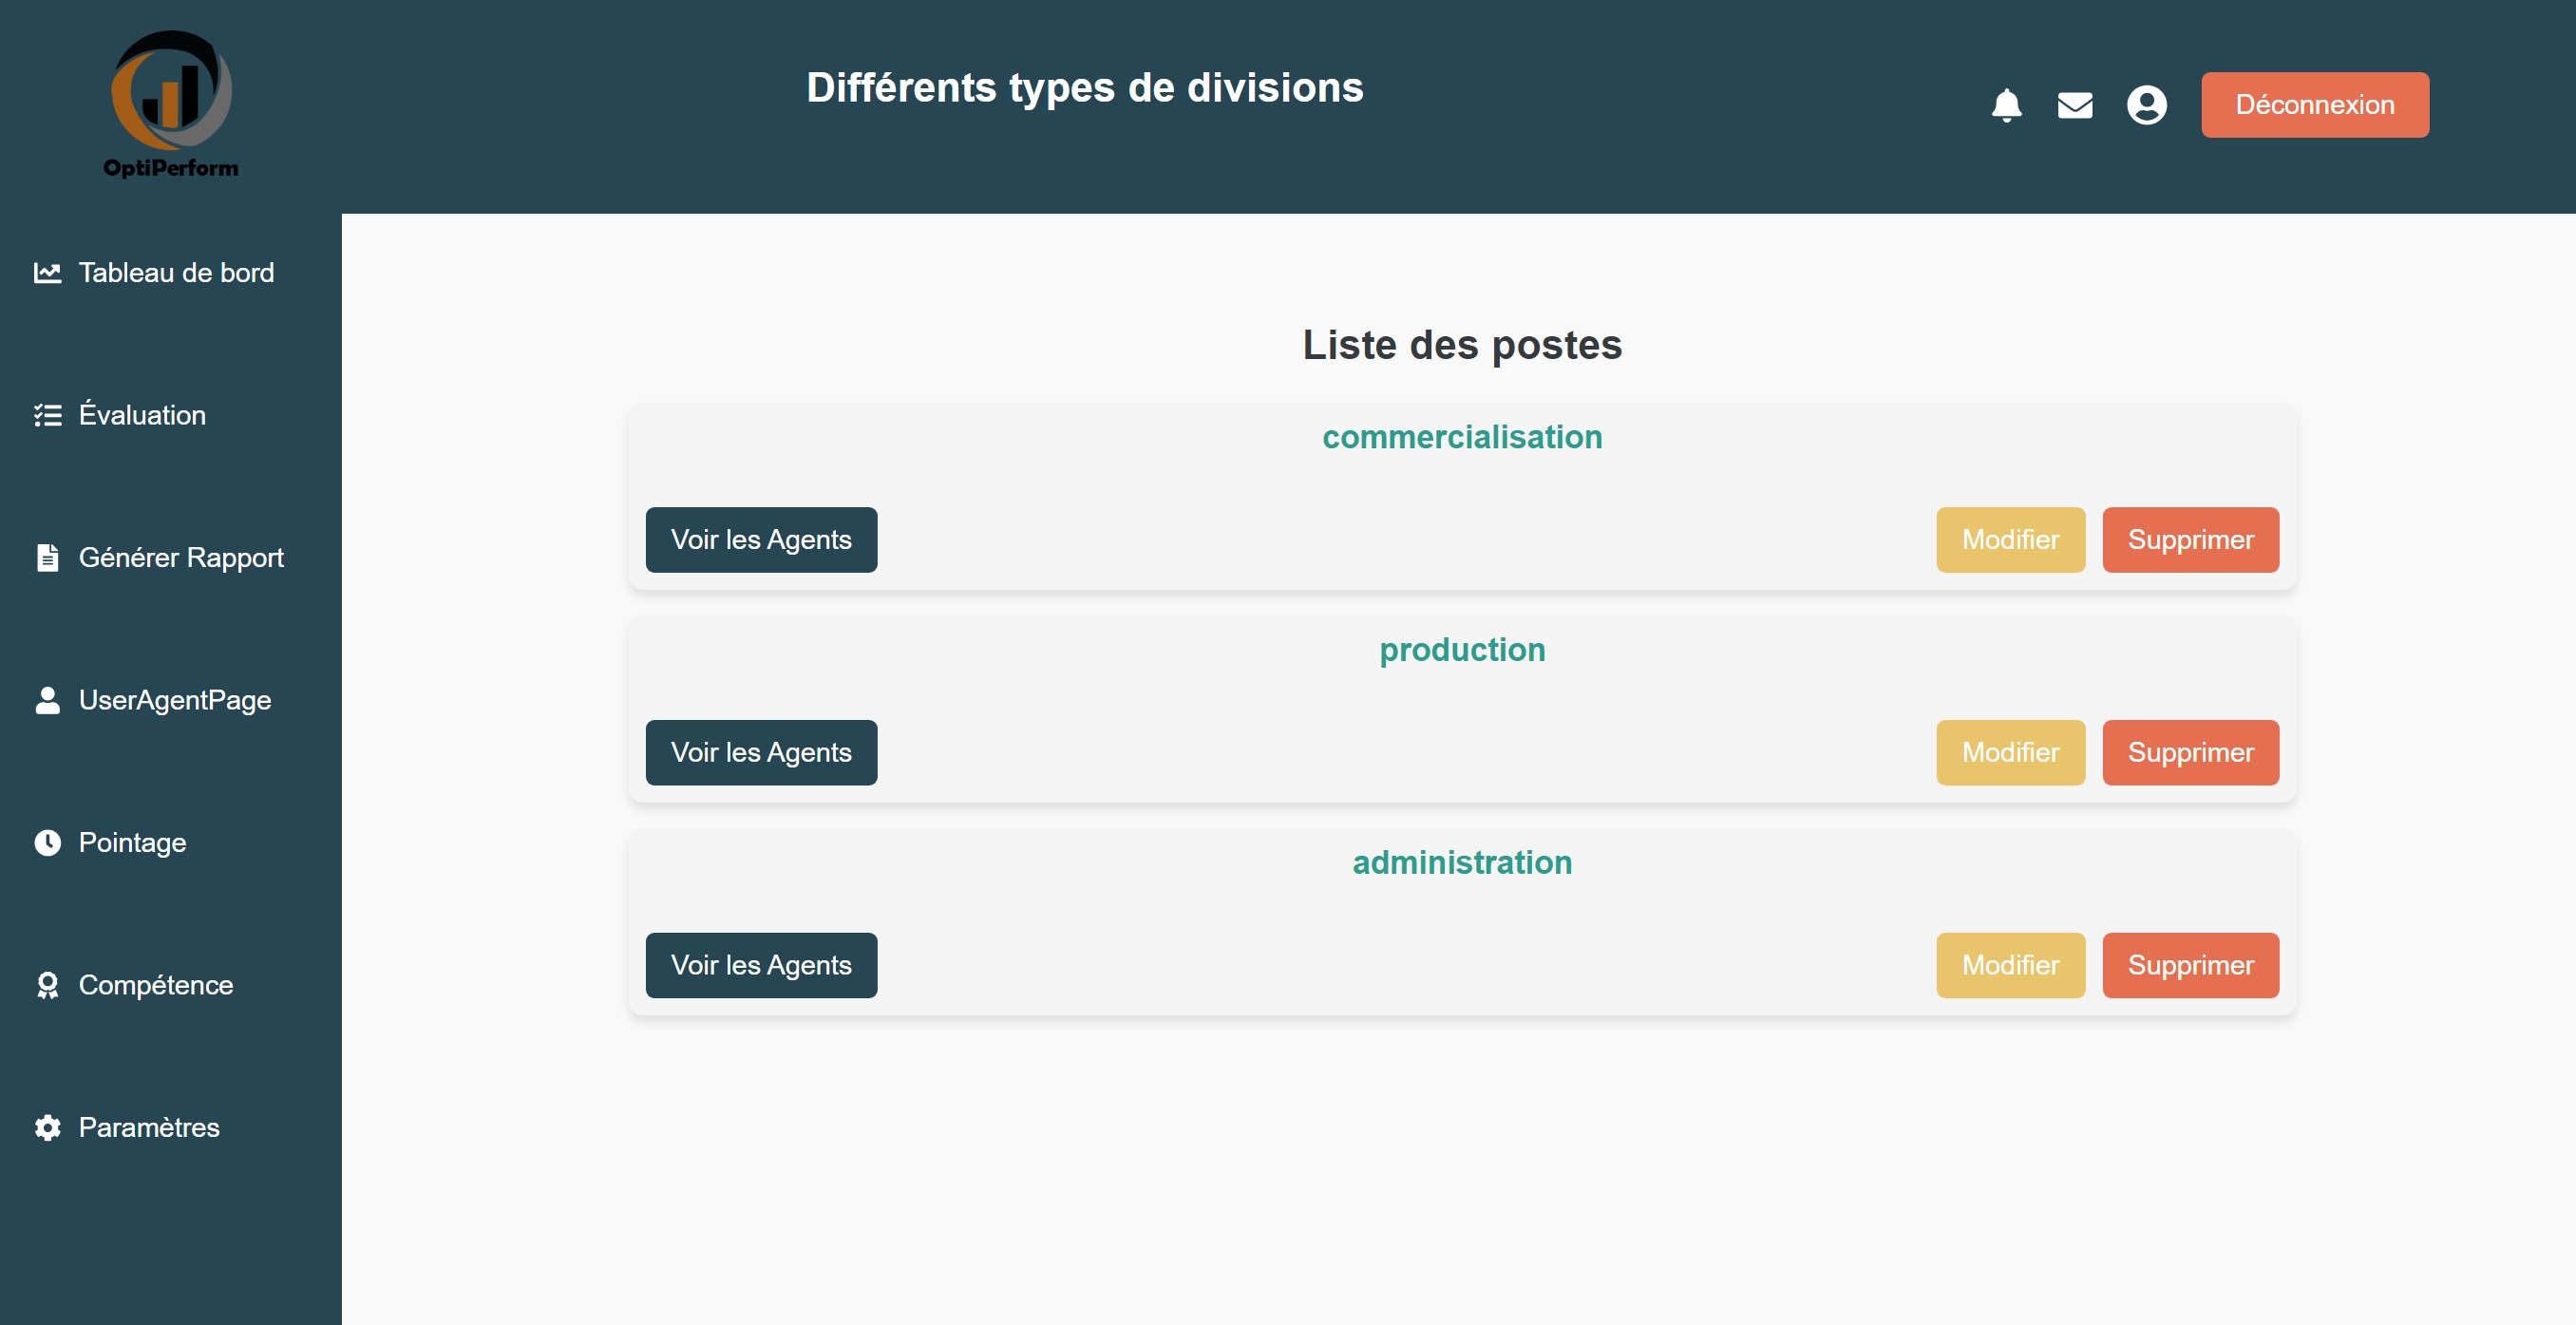 OptiPerform
Différents types de divisions
Déconnexion
Tableau de bord
Évaluation
Générer Rapport
UserAgentPage
Pointage
Compétence
Paramètres
Liste des postes
commercialisation
Voir les Agents Modifier Supprimer
production
Voir les Agents Modifier Supprimer
administration
Voir les Agents Modifier Supprimer